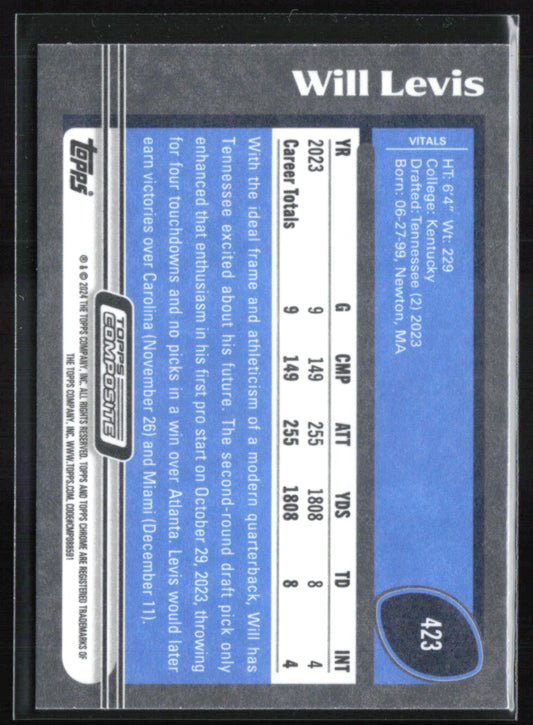 Will Levis
423
VITALS
HT: 6'4" Wt: 229
College: Kentucky
Drafted: Tennessee (2) 2023
Born: 06-27-99, Newton, MA
YR G CMP ATT YDS TD INT
2023 9 149 255 1808 8 4
Career Totals 9 149 255 1808 8 4
With the ideal frame and athleticism of a modern quarterback, Will has
Tennessee excited about his future. The second-round draft pick only
enhanced that enthusiasm in his first pro start on October 29, 2023, throwing
for four touchdowns and no picks in a win over Atlanta. Levis would later
earn victories over Carolina (November 26) and Miami (December 11).
TOPPS
COMPOSITE
topps
® & © 2024 THE TOPPS COMPANY, INC. ALL RIGHTS RESERVED. TOPPS AND TOPPS CHROME ARE REGISTERED TRADEMARKS OF
THE TOPPS COMPANY, INC. WWW.TOPPS.COM. CODE#CMP088591